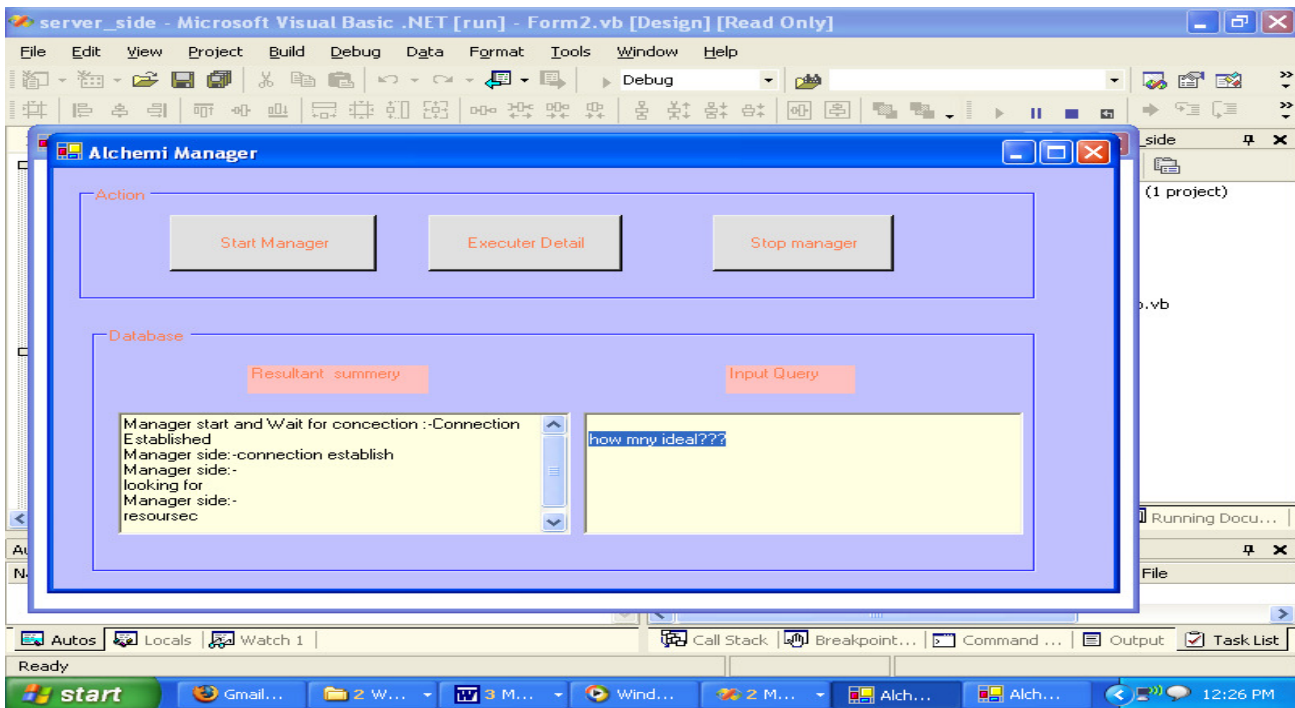 server_side - Microsoft Visual Basic .NET [run] - Form2.vb [Design] [Read Only]
File Edit View Project Build Debug Data Format Tools Window Help
Debug
_side
Alchemi Manager
(1 project)
Action
Start Manager Executer Detail Stop manager
.vb
Database
Resultant summery Input Query
Manager start and Wait for concection :-Connection
Established
Manager side:-connection establish
Manager side:-
looking for
Manager side:-
resoursec
how mny ideal???
Running Docu...
File
Autos Locals Watch 1 Call Stack Breakpoint... Command ... Output Task List
Ready
start Gmail... 2 W... 3 M... Wind... 2 M... Alch... Alch... 12:26 PM